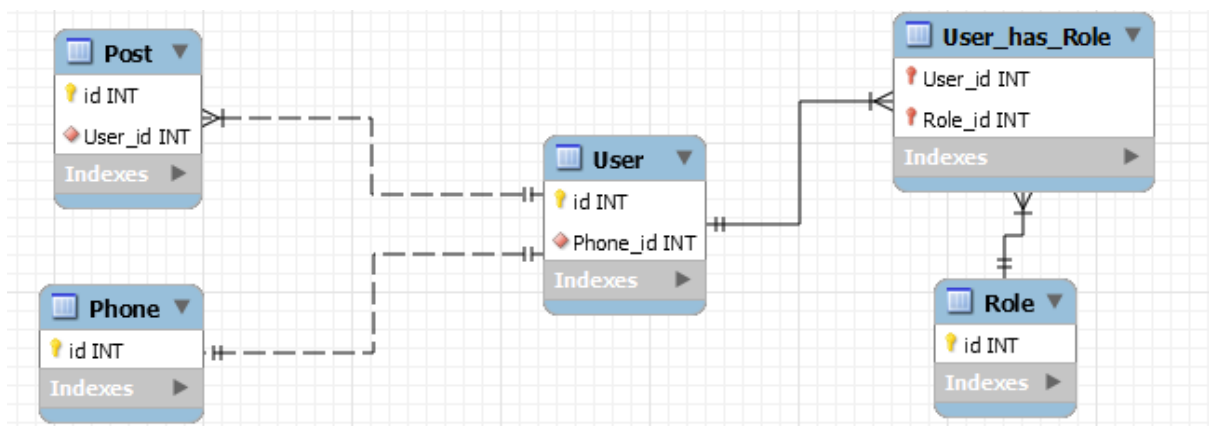 Post
id INT
User_id INT
Indexes
Phone
id INT
Indexes
User
id INT
Phone_id INT
Indexes
User_has_Role
User_id INT
Role_id INT
Indexes
Role
id INT
Indexes